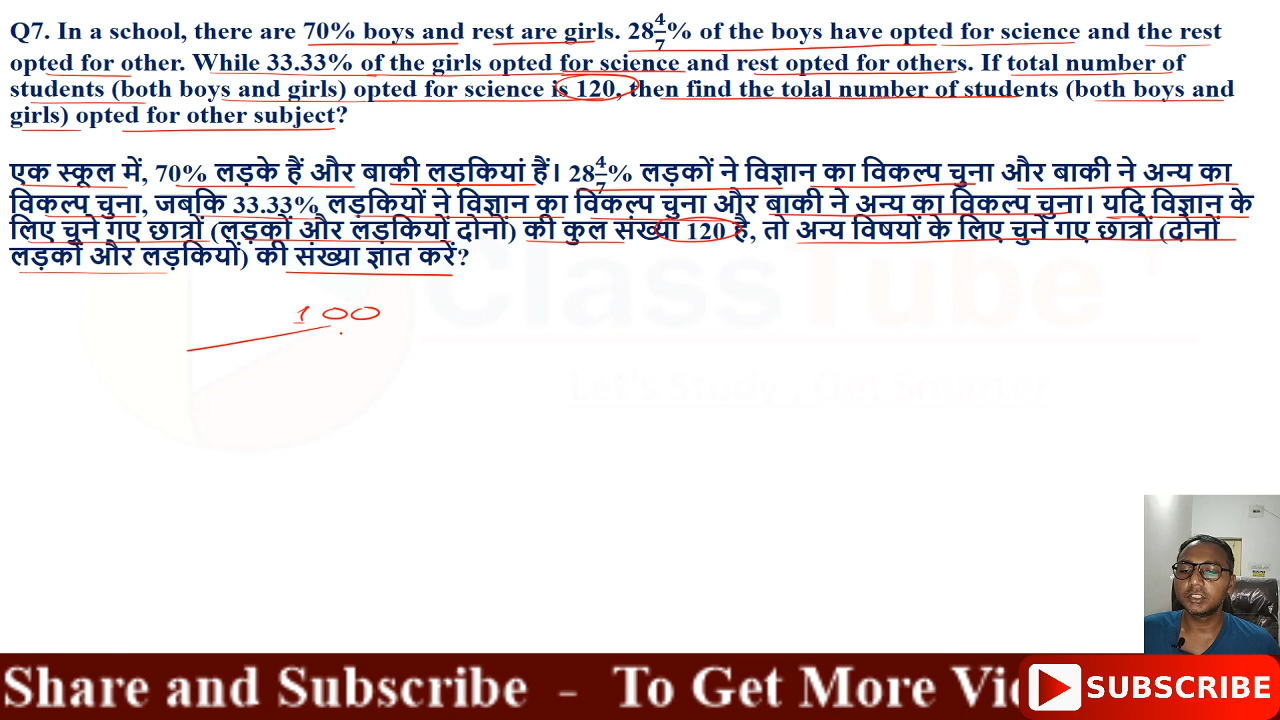 Q7. In a school, there are 70% boys and rest are girls. 28 4/7% of the boys have opted for science and the rest
opted for other. While 33.33% of the girls opted for science and rest opted for others. If total number of
students (both boys and girls) opted for science is 120, then find the tolal number of students (both boys and
girls) opted for other subject?
एक स्कूल में, 70% लड़के हैं और बाकी लड़कियां हैं। 28 4/7% लड़कों ने विज्ञान का विकल्प चुना और बाकी ने अन्य का
विकल्प चुना, जबकि 33.33% लड़कियों ने विज्ञान का विकल्प चुना और बाकी ने अन्य का विकल्प चुना। यदि विज्ञान के
लिए चुने गए छात्रों (लड़कों और लड़कियों दोनों) की कुल संख्या 120 है, तो अन्य विषयों के लिए चुने गए छात्रों (दोनों
लड़कों और लड़कियों) की संख्या ज्ञात करें?
100
ClassTube
Let's Study , Get Smarter
Share and Subscribe - To Get More Vi
SUBSCRIBE